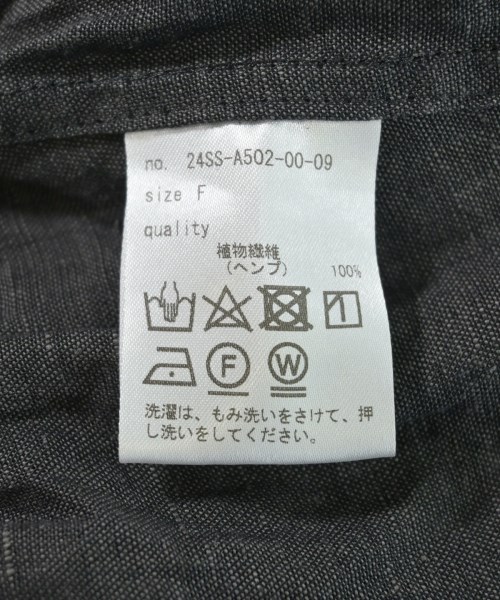 no. 24SS-A502-00-09
size F
quality
植物繊維
(ヘンプ) 100%
F W
洗濯は、もみ洗いをさけて、押
し洗いをしてください。